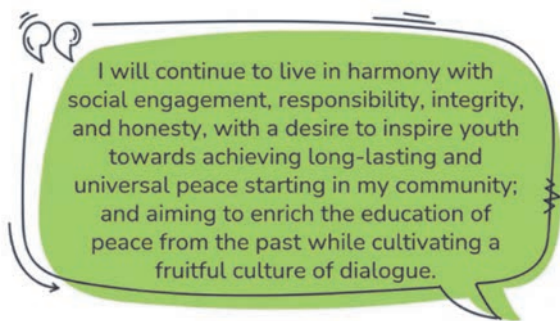 I will continue to live in harmony with
social engagement, responsibility, integrity,
and honesty, with a desire to inspire youth
towards achieving long-lasting and
universal peace starting in my community;
and aiming to enrich the education of
peace from the past while cultivating a
fruitful culture of dialogue.